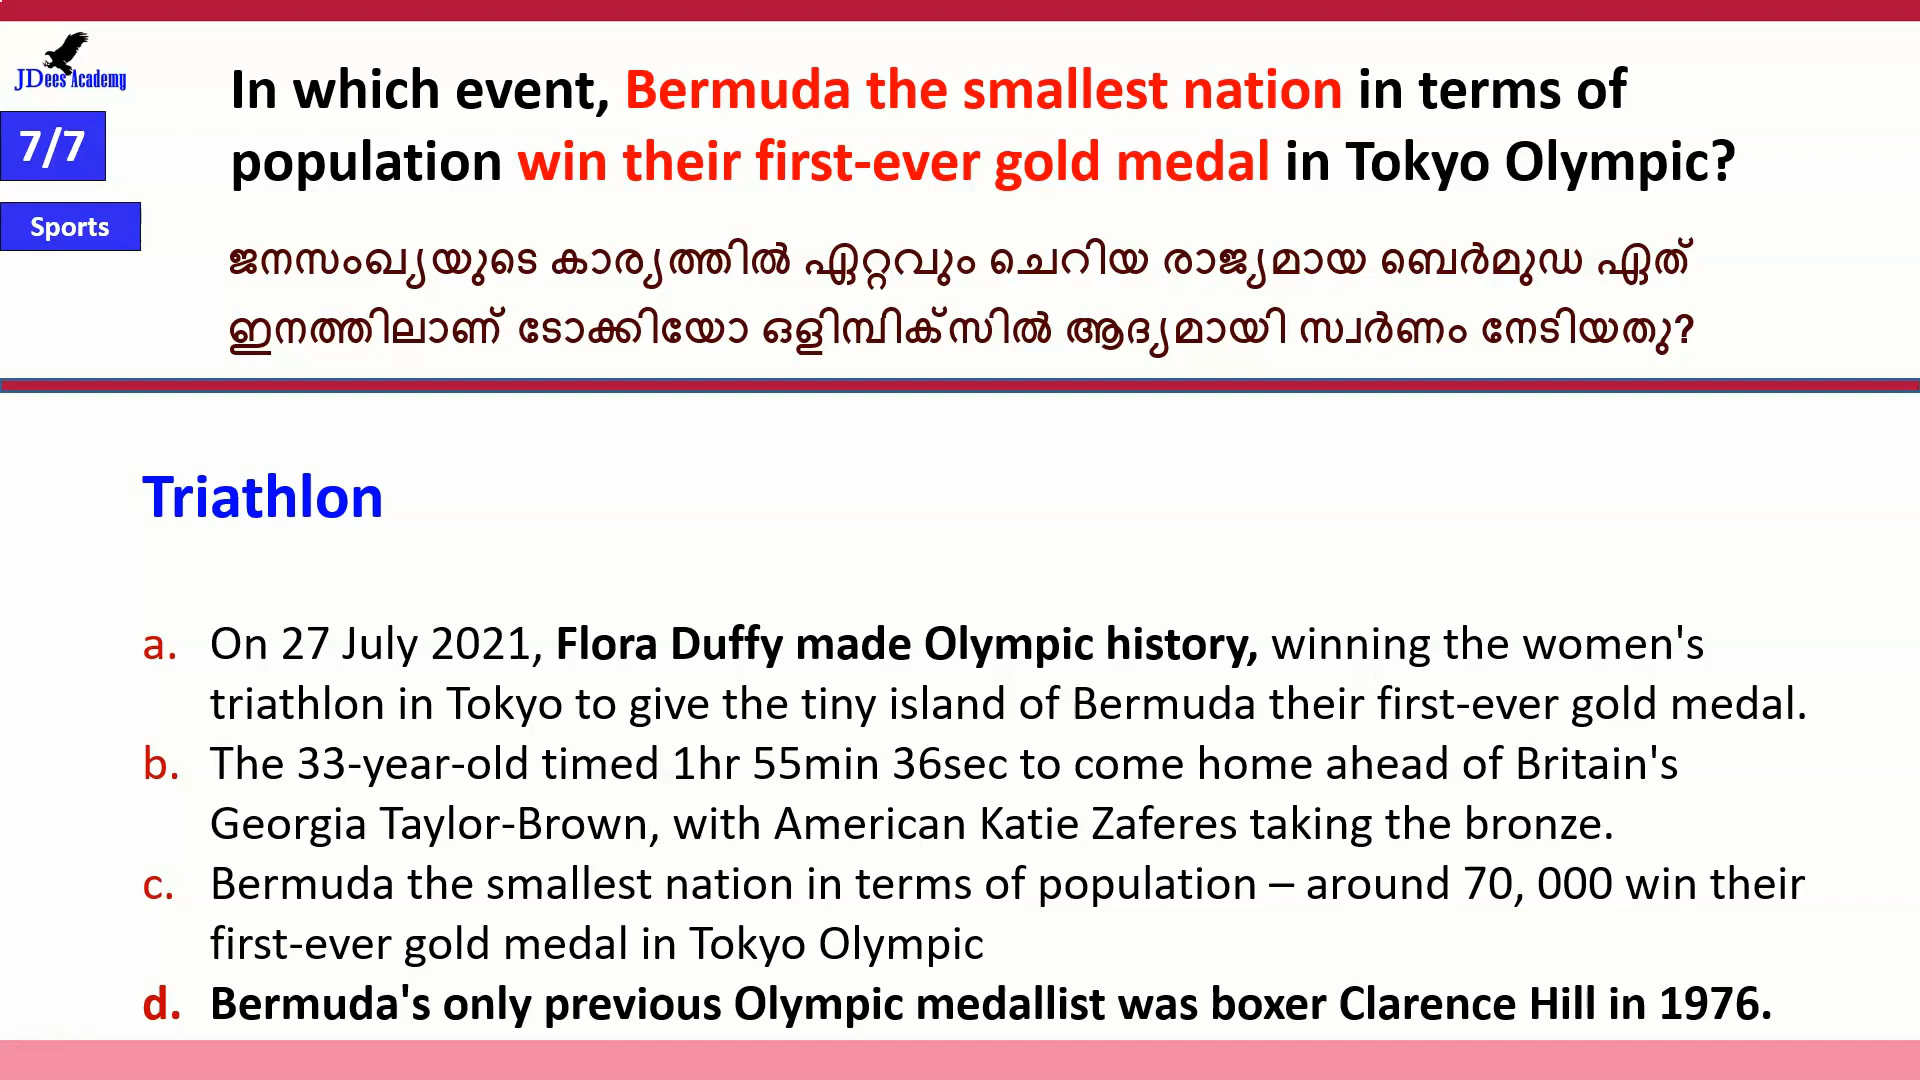 JDees Academy
In which event, Bermuda the smallest nation in terms of
7/7
population win their first-ever gold medal in Tokyo Olympic?
Sports
ജനസംഖ്യയുടെ കാര്യത്തിൽ ഏറ്റവും ചെറിയ രാജ്യമായ ബെർമുഡ ഏത്
ഇനത്തിലാണ് ടോക്കിയോ ഒളിമ്പിക്സിൽ ആദ്യമായി സ്വർണം നേടിയതു?
Triathlon
a. On 27 July 2021, Flora Duffy made Olympic history, winning the women's
triathlon in Tokyo to give the tiny island of Bermuda their first-ever gold medal.
b. The 33-year-old timed 1hr 55min 36sec to come home ahead of Britain's
Georgia Taylor-Brown, with American Katie Zaferes taking the bronze.
c. Bermuda the smallest nation in terms of population – around 70, 000 win their
first-ever gold medal in Tokyo Olympic
d. Bermuda's only previous Olympic medallist was boxer Clarence Hill in 1976.